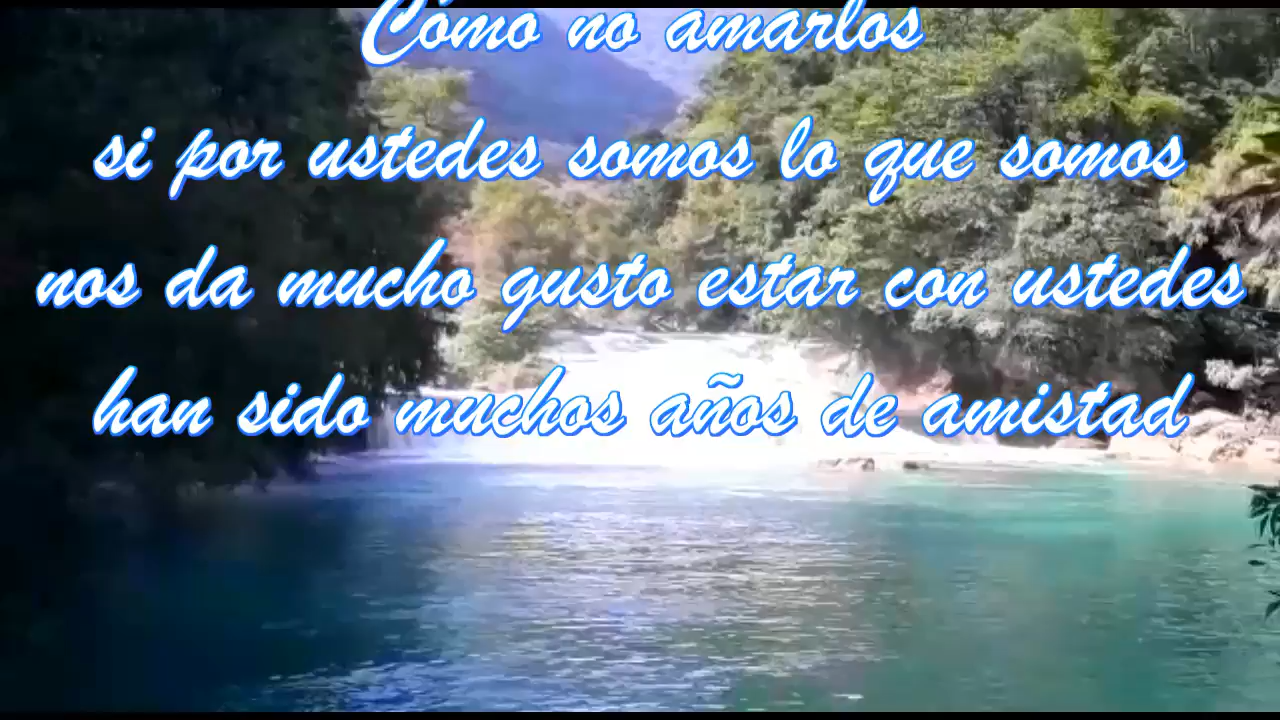 Cómo no amarlos
si por ustedes somos lo que somos
nos da mucho gusto estar con ustedes
han sido muchos años de amistad